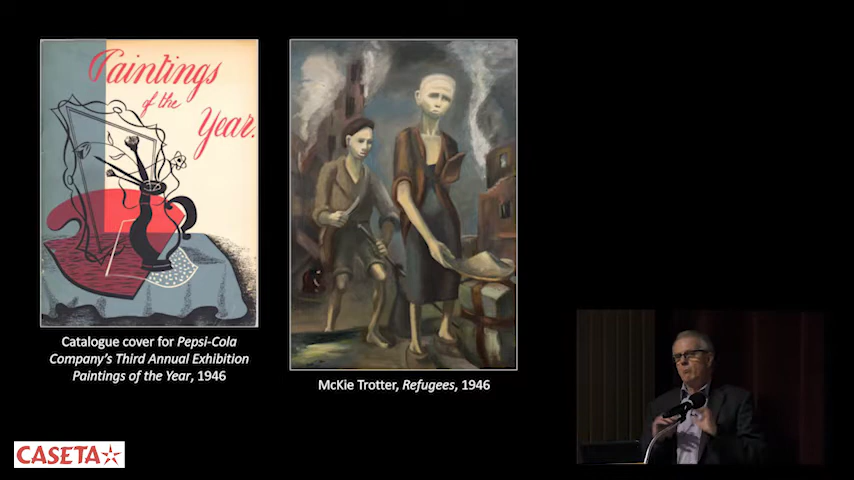 Paintings
of the
Year.
Catalogue cover for Pepsi-Cola
Company's Third Annual Exhibition
Paintings of the Year, 1946
McKie Trotter, Refugees, 1946
CASETA